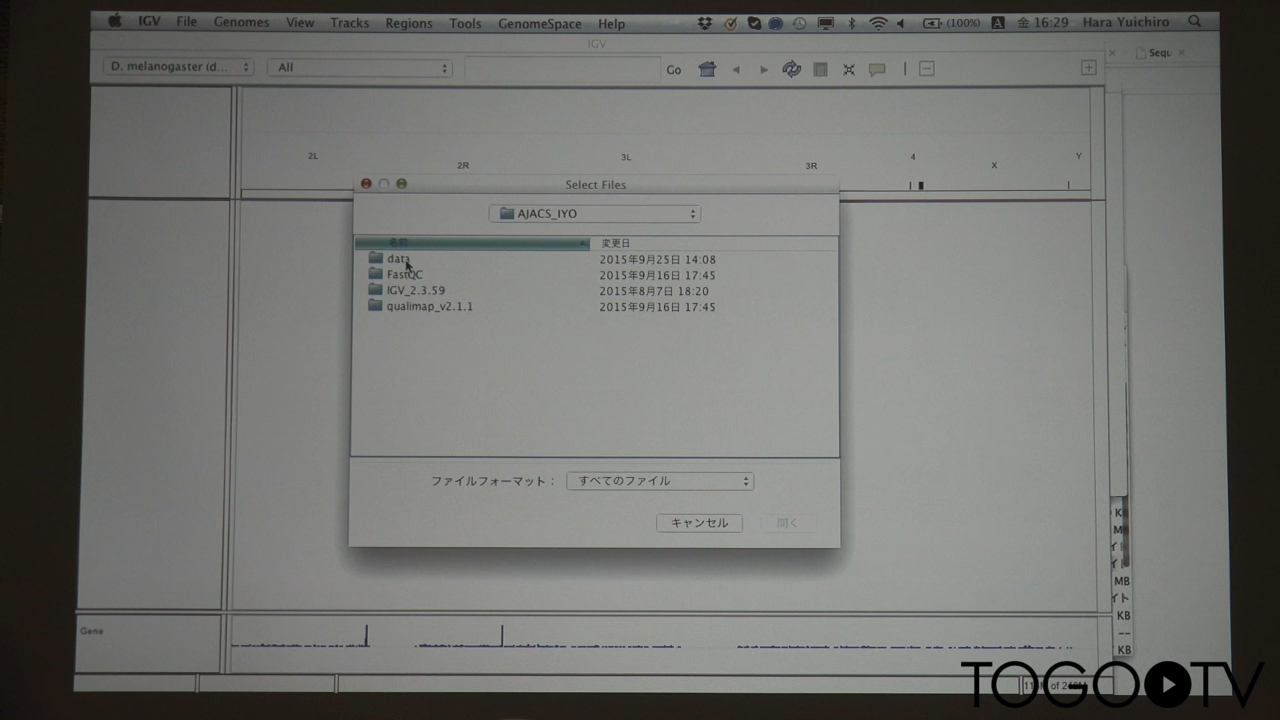 IGV File Genomes View Tracks Regions Tools GenomeSpace Help (100%) A 金 16:29 Hara Yuichiro
IGV
D. melanogaster (d... All Go
2L 2R 3L 3R 4 X Y
Select Files
AJACS_IYO
名前 変更日
data 2015年9月25日 14:08
FastQC 2015年9月16日 17:45
IGV_2.3.59 2015年8月7日 18:20
qualimap_v2.1.1 2015年9月16日 17:45
ファイルフォーマット： すべてのファイル
キャンセル 開く
MB
KB
--
KB
Gene
TOGOTV